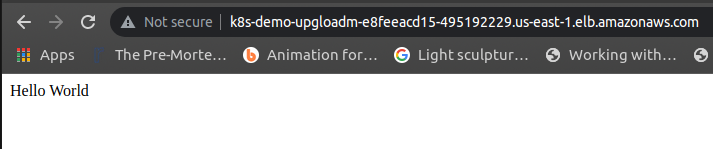 Not secure k8s-demo-upgloadm-e8feeacd15-495192229.us-east-1.elb.amazonaws.com
Apps The Pre-Morte… Animation for… Light sculptur… Working with…
Hello World